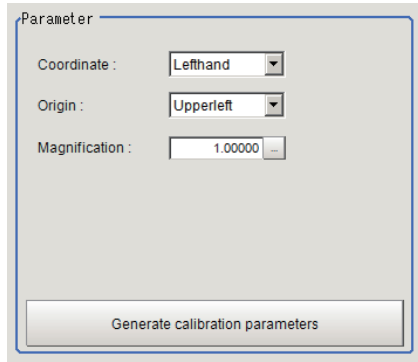 Parameter
Coordinate : Lefthand
Origin : Upperleft
Magnification : 1.00000 ...
Generate calibration parameters